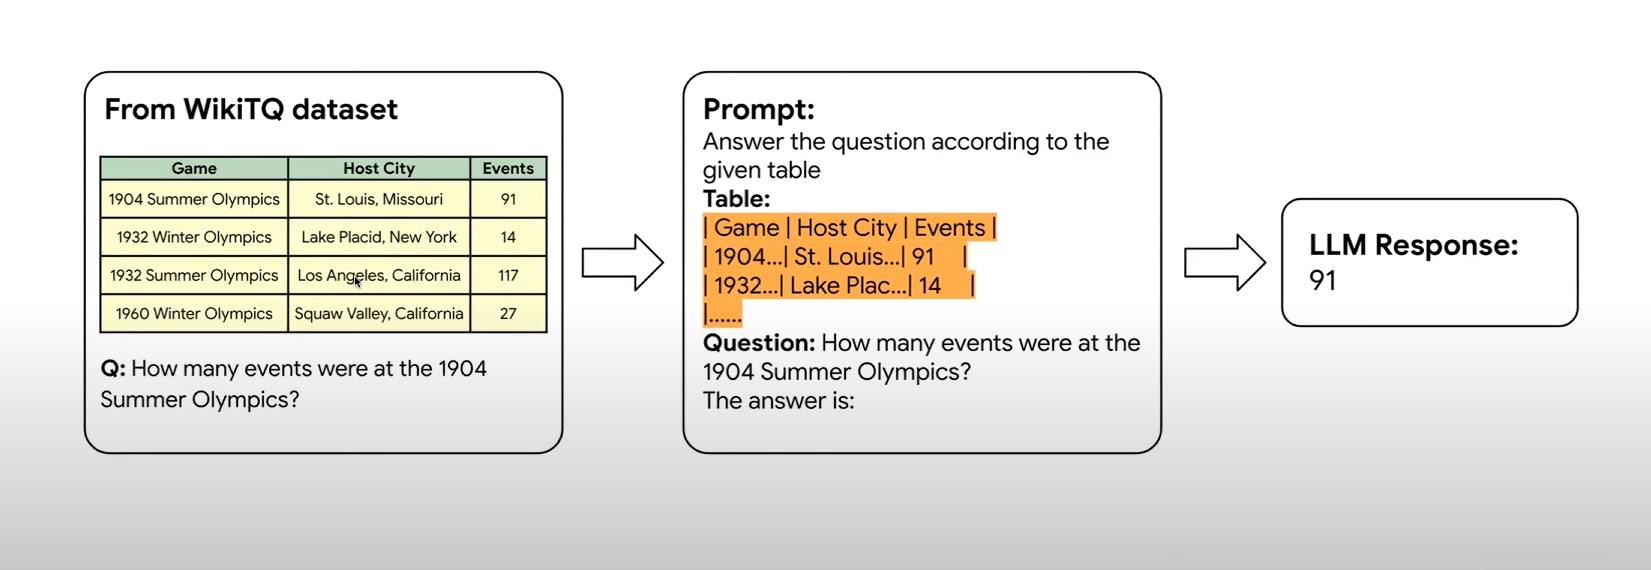 From WikiTQ dataset
Game Host City Events
1904 Summer Olympics St. Louis, Missouri 91
1932 Winter Olympics Lake Placid, New York 14
1932 Summer Olympics Los Angeles, California 117
1960 Winter Olympics Squaw Valley, California 27
Q: How many events were at the 1904
Summer Olympics?
Prompt:
Answer the question according to the
given table
Table:
| Game | Host City | Events |
| 1904...| St. Louis...| 91 |
| 1932...| Lake Plac...| 14 |
|......
Question: How many events were at the
1904 Summer Olympics?
The answer is:
LLM Response:
91